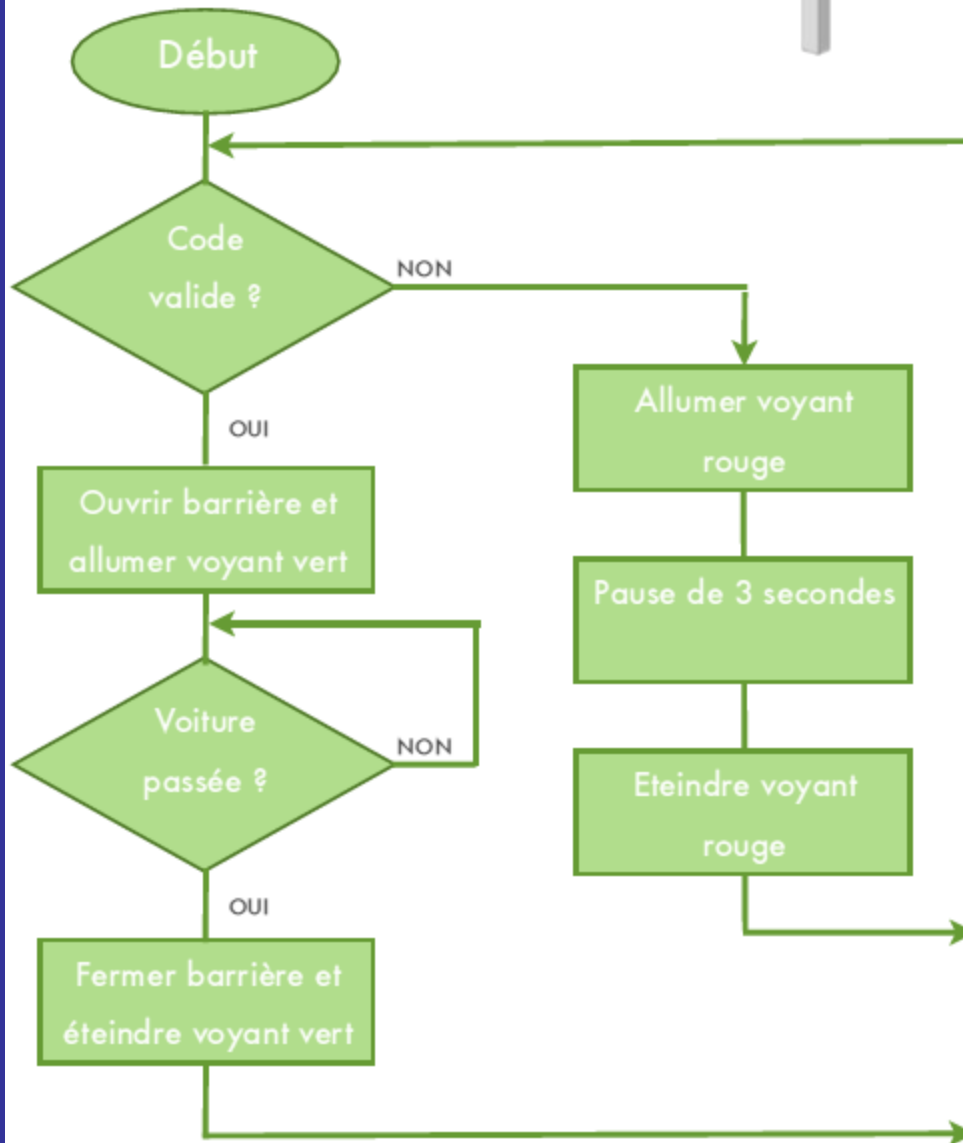 Début
Code
valide ?
NON
OUI
Allumer voyant
rouge
Ouvrir barrière et
allumer voyant vert
Pause de 3 secondes
Voiture
passée ?
NON
Eteindre voyant
rouge
OUI
Fermer barrière et
éteindre voyant vert